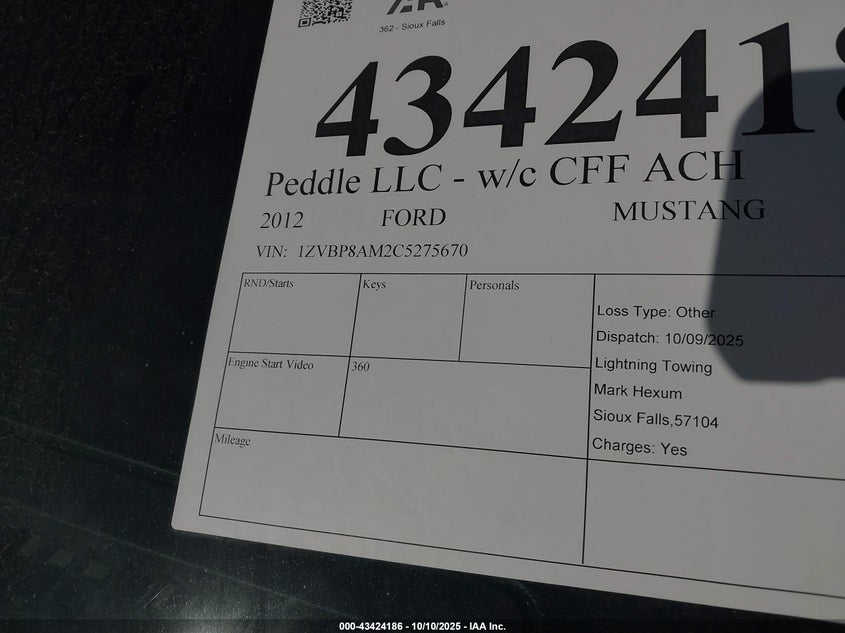 362 - Sioux Falls
4342418
Peddle LLC - w/c CFF ACH
2012 FORD MUSTANG
VIN: 1ZVBP8AM2C5275670
RND/Starts Keys Personals
Loss Type: Other
Dispatch: 10/09/2025
Engine Start Video 360
Lightning Towing
Mark Hexum
Sioux Falls,57104
Mileage
Charges: Yes
000-43424186 - 10/10/2025 - IAA Inc.